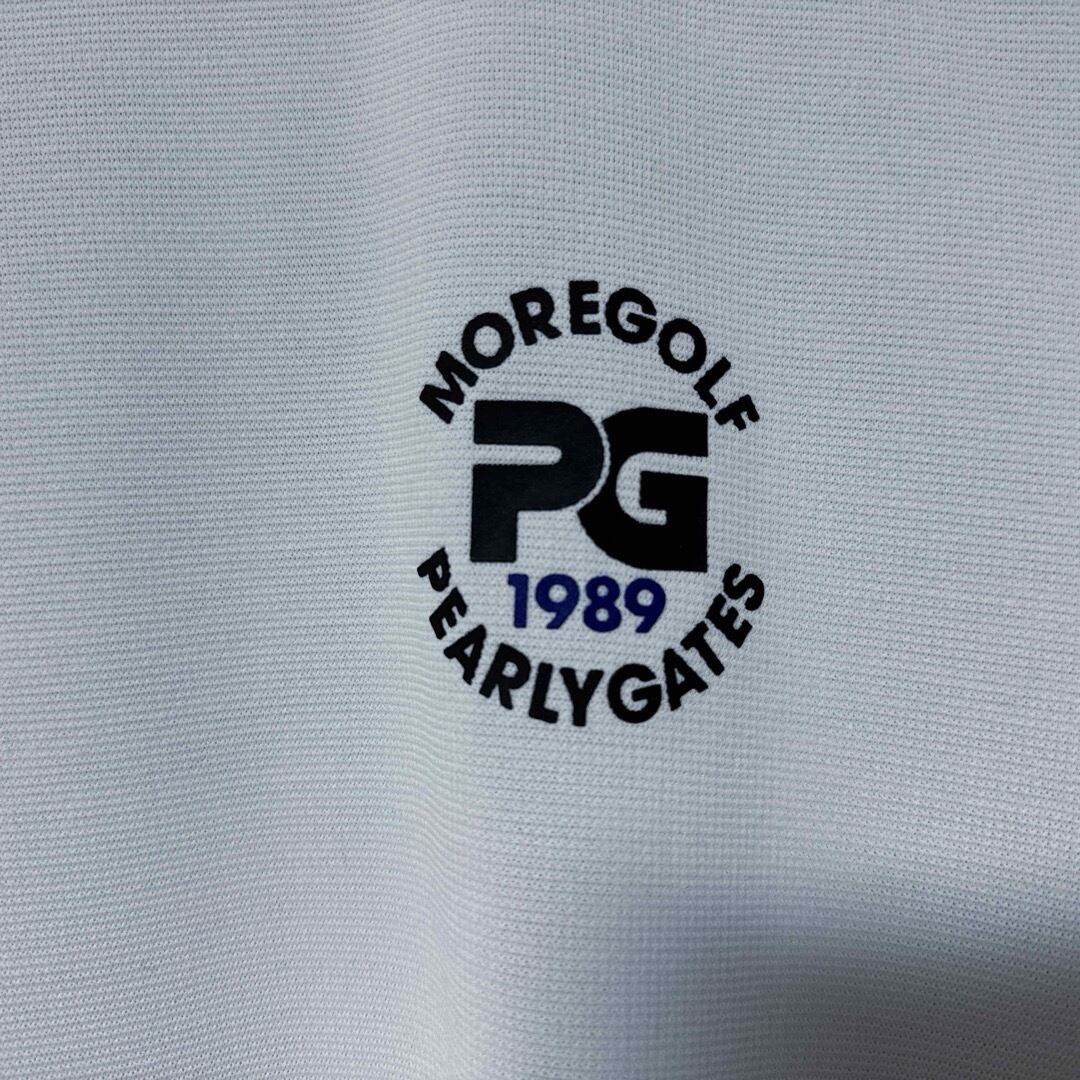 MOREGOLF
PG
1989
PEARLYGATES